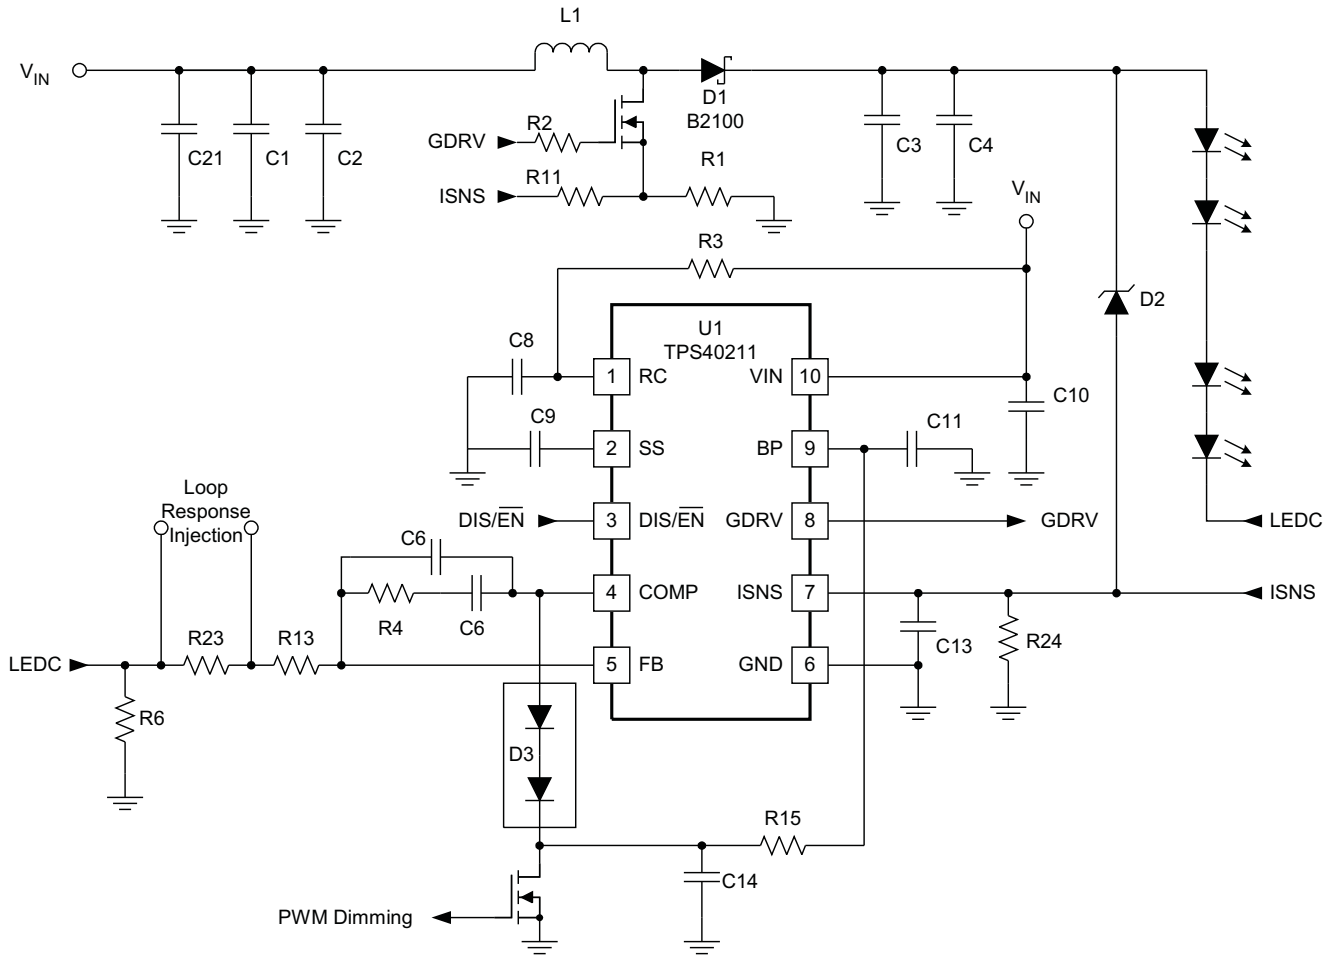 L1
VIN
D1
B2100
C21
C1
C2
GDRV
R2
C3
C4
ISNS
R11
R1
VIN
R3
D2
U1
TPS40211
C8
1
RC
VIN
10
C10
C9
2
SS
BP
9
C11
Loop
Response
Injection
DIS/EN
3
DIS/EN
GDRV
8
GDRV
LEDC
C6
R4
C6
4
COMP
ISNS
7
ISNS
LEDC
R23
R13
5
FB
GND
6
C13
R24
R6
D3
R15
C14
PWM Dimming